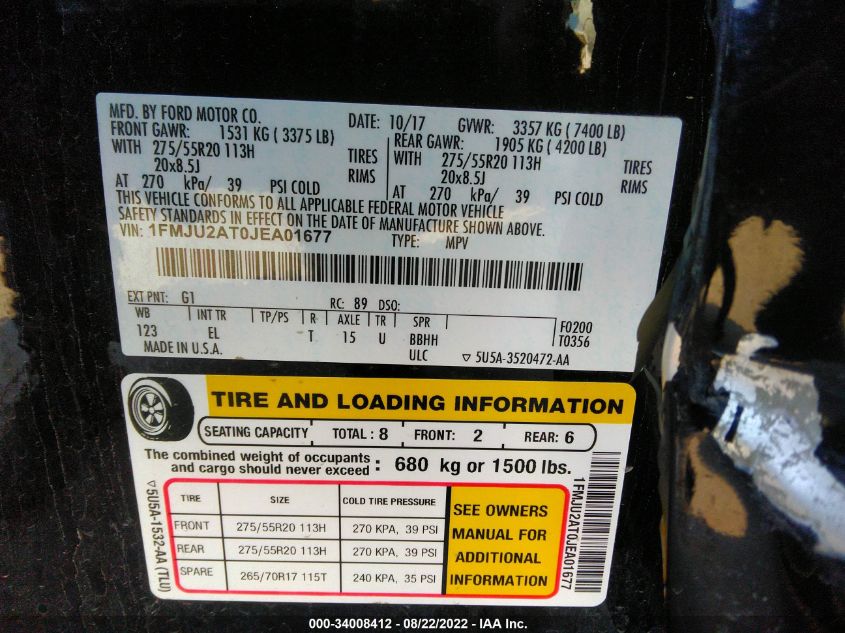 MFD. BY FORD MOTOR CO. DATE: 10/17 GVWR: 3357 KG ( 7400 LB)
FRONT GAWR: 1531 KG ( 3375 LB) REAR GAWR: 1905 KG ( 4200 LB)
WITH 275/55R20 113H TIRES WITH 275/55R20 113H TIRES
20x8.5J RIMS 20x8.5J RIMS
AT 270 kPa/ 39 PSI COLD AT 270 kPa/ 39 PSI COLD
THIS VEHICLE CONFORMS TO ALL APPLICABLE FEDERAL MOTOR VEHICLE
SAFETY STANDARDS IN EFFECT ON THE DATE OF MANUFACTURE SHOWN ABOVE.
VIN: 1FMJU2AT0JEA01677 TYPE: MPV
EXT PNT: G1 RC: 89 DSO:
WB INT TR TP/PS R AXLE TR SPR F0200
123 EL T 15 U BBHH T0356
MADE IN U.S.A. ULC ▽ 5U5A-3520472-AA
TIRE AND LOADING INFORMATION
SEATING CAPACITY TOTAL : 8 FRONT: 2 REAR: 6
The combined weight of occupants
and cargo should never exceed : 680 kg or 1500 lbs.
TIRE SIZE COLD TIRE PRESSURE
FRONT 275/55R20 113H 270 KPA, 39 PSI
REAR 275/55R20 113H 270 KPA, 39 PSI
SPARE 265/70R17 115T 240 KPA, 35 PSI
SEE OWNERS
MANUAL FOR
ADDITIONAL
INFORMATION
▽5U5A-1532-AA (TLU)
1FMJU2AT0JEA01677
000-34008412 - 08/22/2022 - IAA Inc.